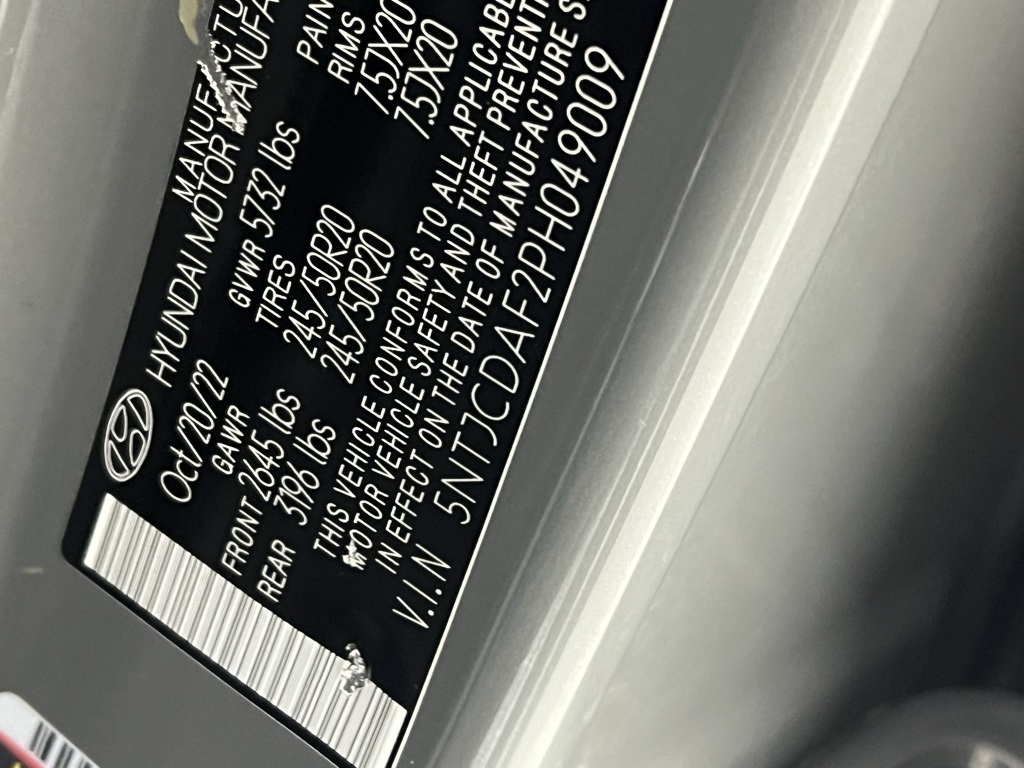 MANUFACTU
HYUNDAI MOTOR MANUFA
Oct/20/22 GVWR 5732 lbs PAIN
GAWR TIRES RIMS
FRONT 2645 lbs 245/50R20 7.5JX20
REAR 3196 lbs 245/50R20 7.5JX20
THIS VEHICLE CONFORMS TO ALL APPLICABL
MOTOR VEHICLE SAFETY AND THEFT PREVENT
IN EFFECT ON THE DATE OF MANUFACTURE S
V.I.N 5NTJCDAF2PH049009